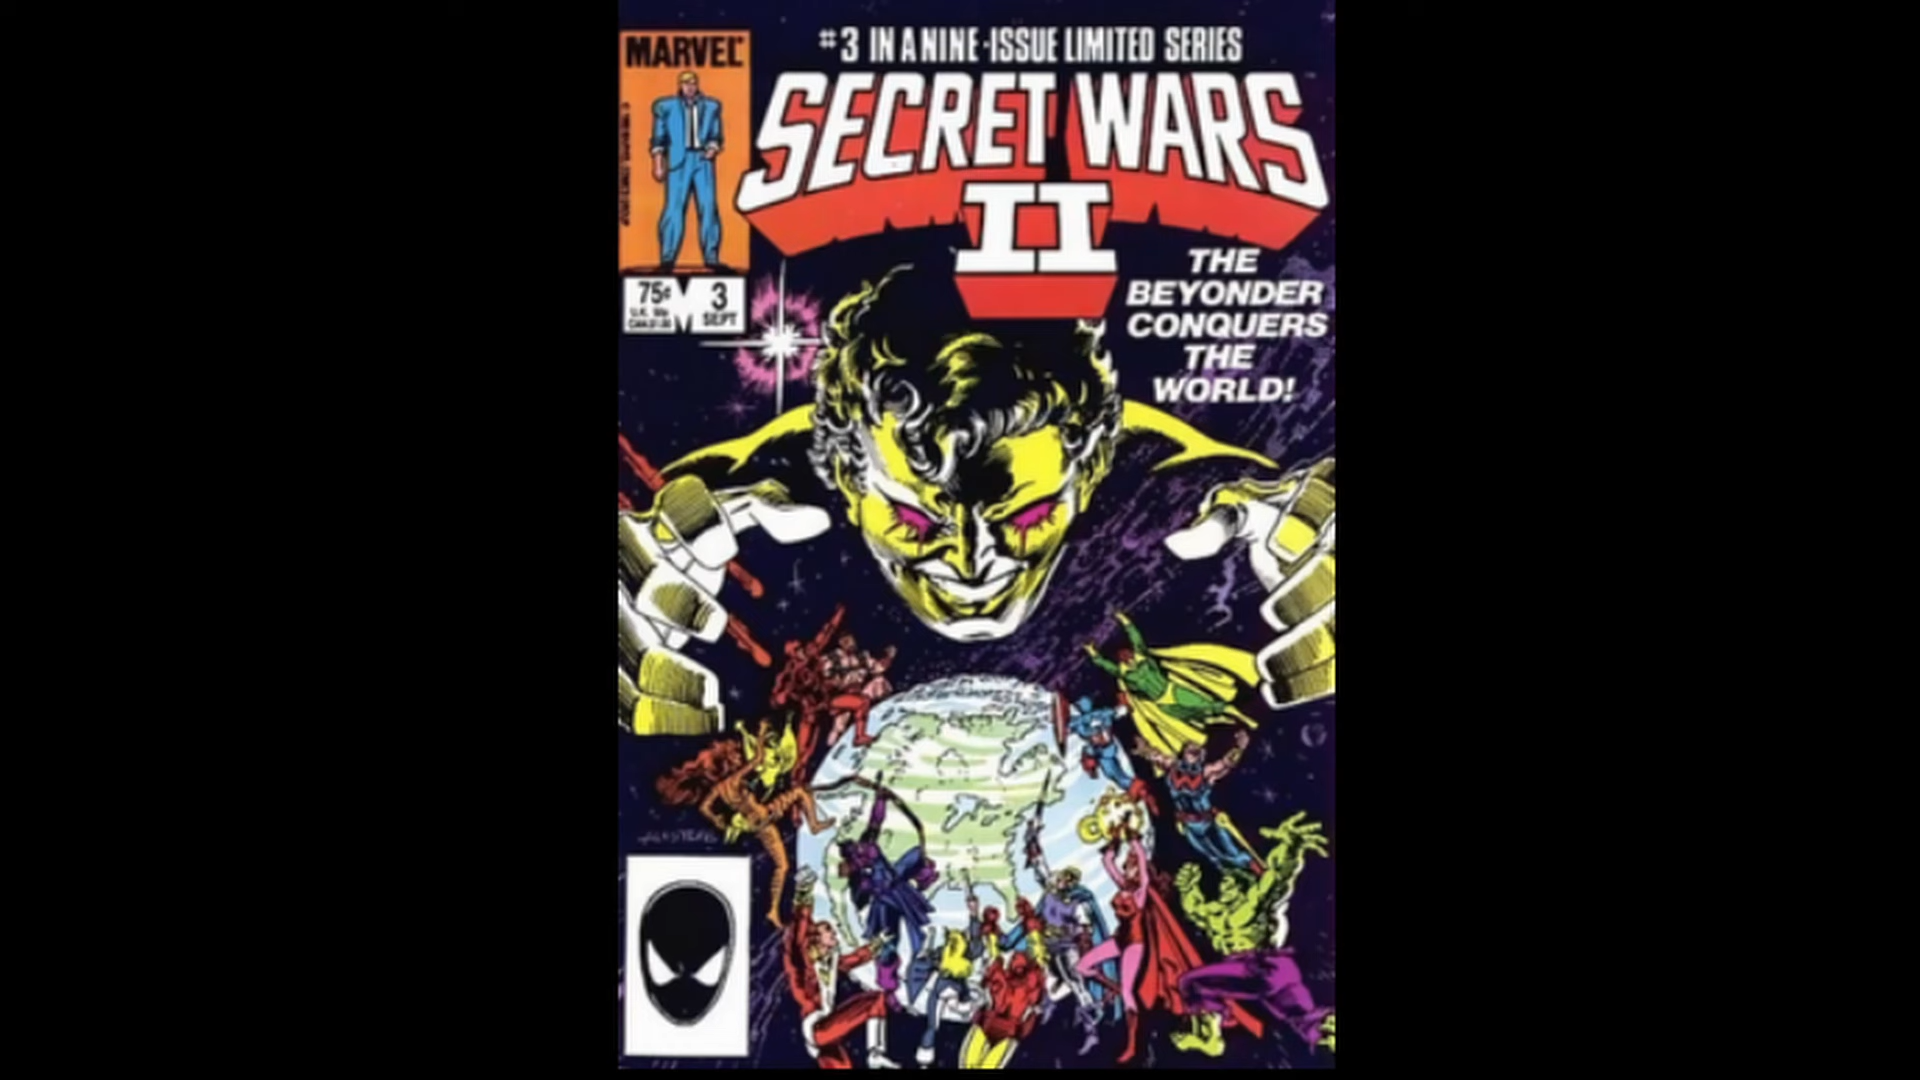 #3 IN A NINE-ISSUE LIMITED SERIES
MARVEL
SECRET WARS
II
THE
BEYONDER
CONQUERS
THE
WORLD!
75¢
3
U.K.
SEPT